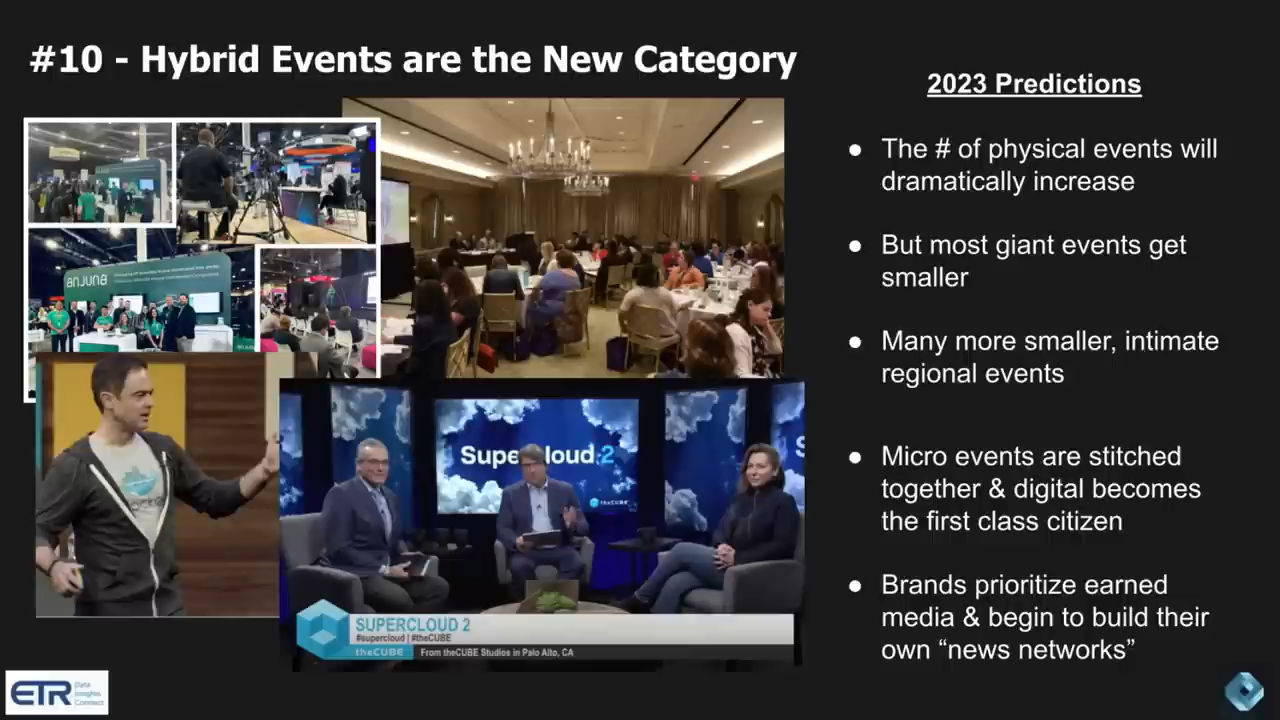 #10 - Hybrid Events are the New Category
2023 Predictions
● The # of physical events will
dramatically increase
● But most giant events get
smaller
● Many more smaller, intimate
regional events
● Micro events are stitched
together & digital becomes
the first class citizen
● Brands prioritize earned
media & begin to build their
own “news networks”
anjuna
Supercloud 2
theCUBE
SUPERCLOUD 2
#supercloud | #theCUBE
theCUBE From theCUBE Studios in Palo Alto, CA
ETR Data
Insights
Connect